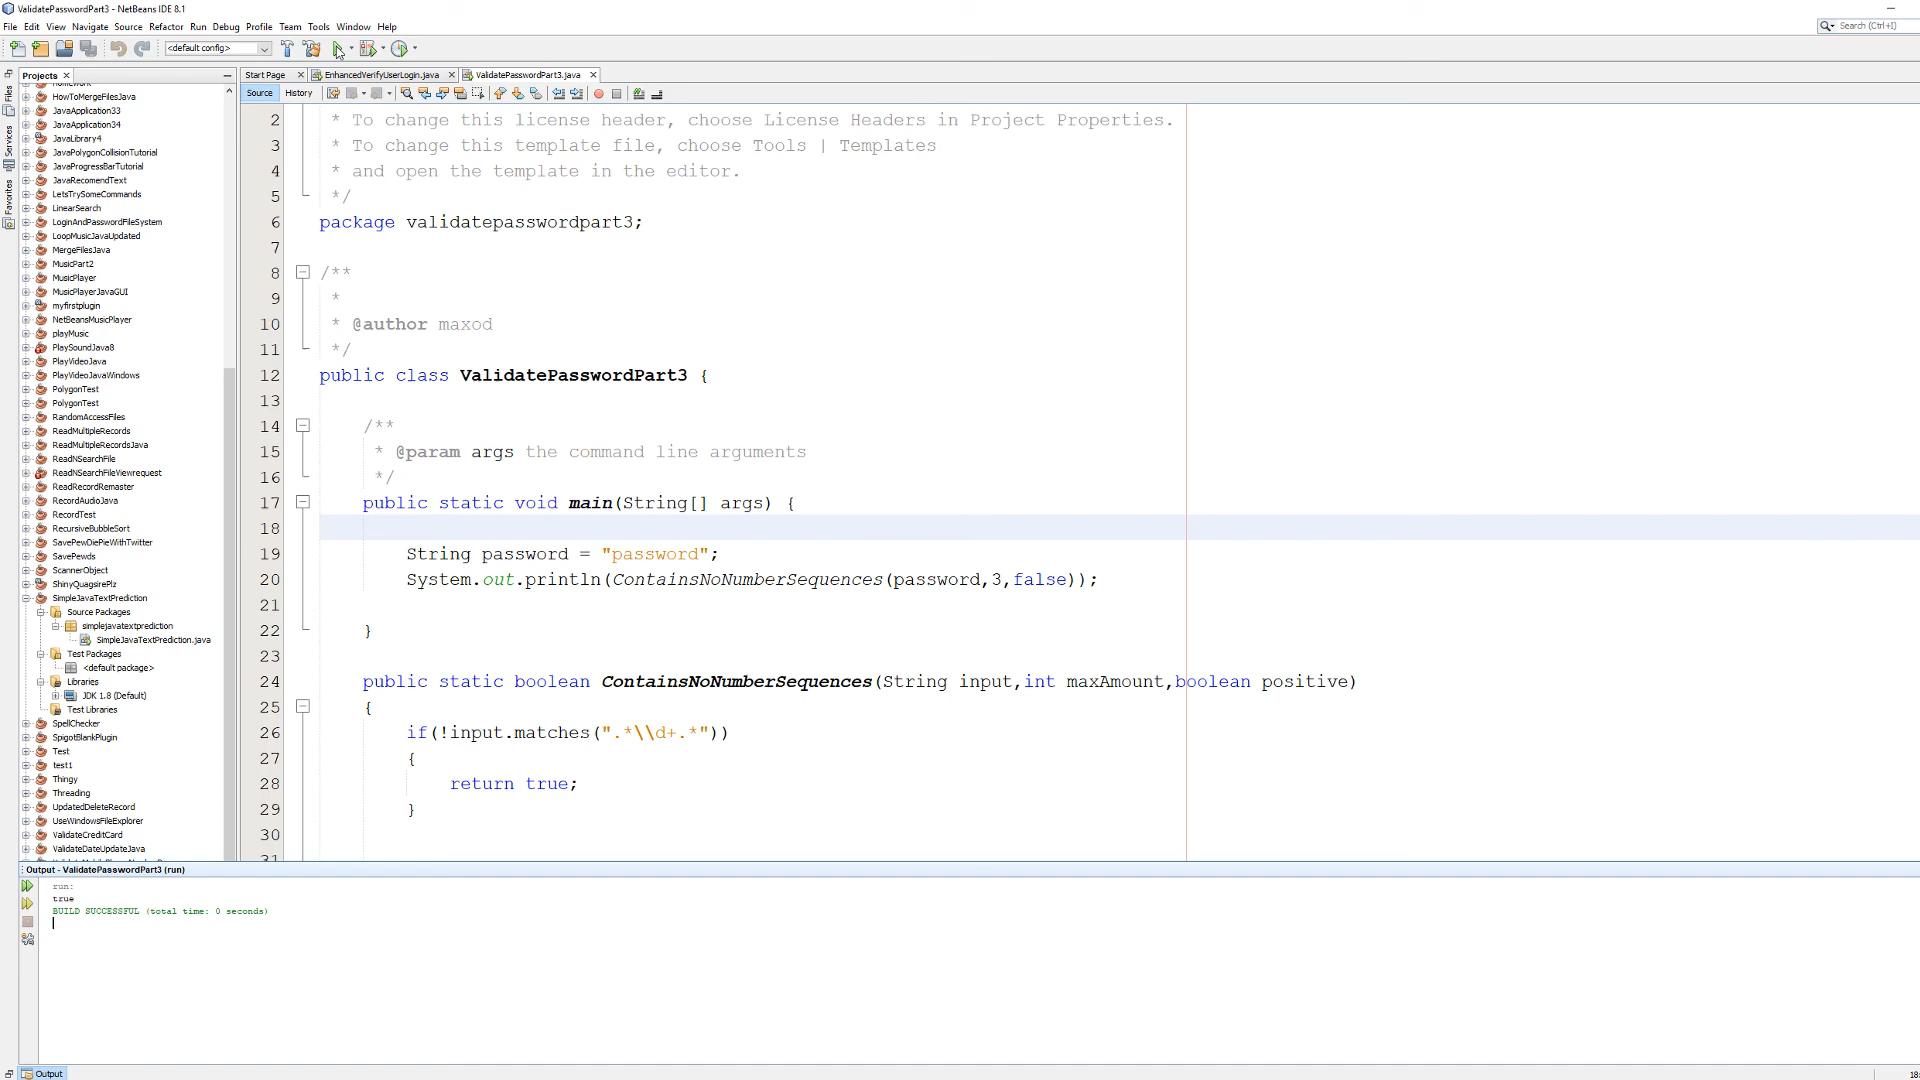 ValidatePasswordPart3 - NetBeans IDE 8.1
File Edit View Navigate Source Refactor Run Debug Profile Team Tools Window Help
Search (Ctrl+I)
<default config>
Projects
Start Page
EnhancedVerifyUserLogin.java
ValidatePasswordPart3.java
Source History
Files
Services
Favorites
HowToMergeFilesJava
JavaApplication33
JavaApplication34
JavaLibrary4
JavaPolygonCollisionTutorial
JavaProgressBarTutorial
JavaRecomendText
LetsTrySomeCommands
LinearSearch
LoginAndPasswordFileSystem
LoopMusicJavaUpdated
MergeFilesJava
MusicPart2
MusicPlayer
MusicPlayerJavaGUI
myfirstplugin
NetBeansMusicPlayer
playMusic
PlaySoundJava8
PlayVideoJava
PlayVideoJavaWindows
PolygonTest
PolygonTest
RandomAccessFiles
ReadMultipleRecords
ReadMultipleRecordsJava
ReadNSearchFile
ReadNSearchFileViewrequest
ReadRecordRemaster
RecordAudioJava
RecordTest
RecursiveBubbleSort
SavePewDiePieWithTwitter
SavePewds
ScannerObject
ShinyQuagsirePlz
SimpleJavaTextPrediction
Source Packages
simplejavatextprediction
SimpleJavaTextPrediction.java
Test Packages
<default package>
Libraries
JDK 1.8 (Default)
Test Libraries
SpellChecker
SpigotBlankPlugin
Test
test1
Thingy
Threading
UpdatedDeleteRecord
UseWindowsFileExplorer
ValidateCreditCard
ValidateDateUpdateJava
2 * To change this license header, choose License Headers in Project Properties.
3 * To change this template file, choose Tools | Templates
4 * and open the template in the editor.
5 */
6 package validatepasswordpart3;
7
8 /**
9 *
10 * @author maxod
11 */
12 public class ValidatePasswordPart3 {
13
14 /**
15 * @param args the command line arguments
16 */
17 public static void main(String[] args) {
18
19 String password = "password";
20 System.out.println(ContainsNoNumberSequences(password,3,false));
21
22 }
23
24 public static boolean ContainsNoNumberSequences(String input,int maxAmount,boolean positive)
25 {
26 if(!input.matches(".*\\d+.*"))
27 {
28 return true;
29 }
30
31
Output - ValidatePasswordPart3 (run)
run:
true
BUILD SUCCESSFUL (total time: 0 seconds)
Output